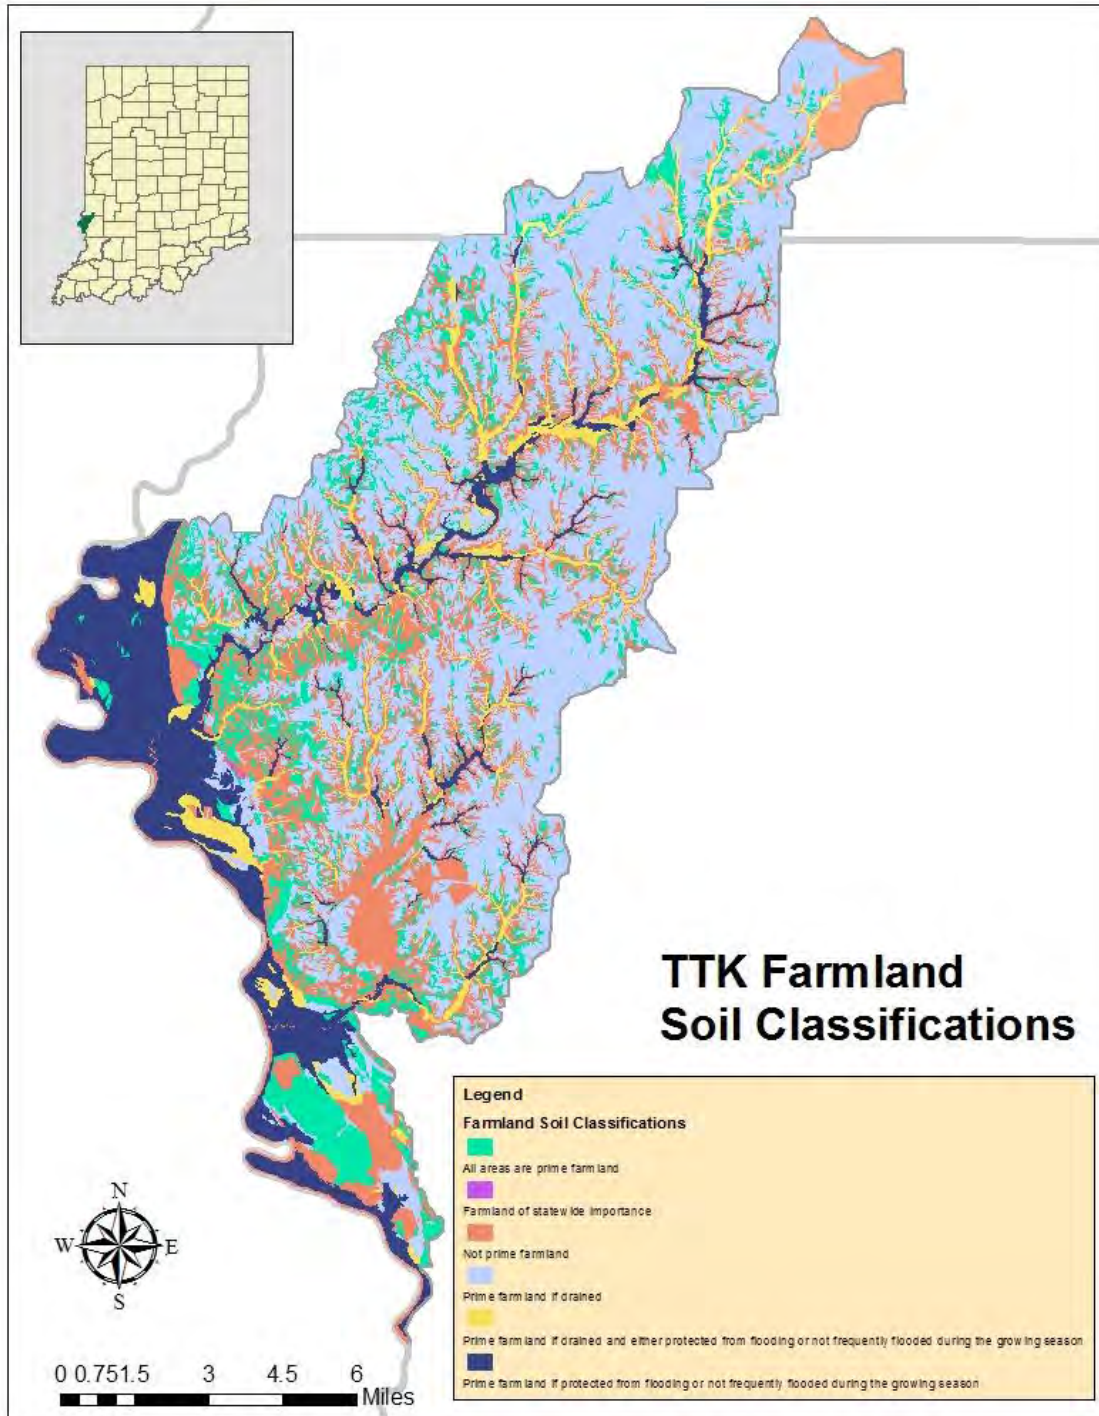 TTK Farmland
Soil Classifications
Legend
Farmland Soil Classifications
All areas are prime farmland
Farmland of statewide importance
Not prime farmland
Prime farmland if drained
Prime farmland if drained and either protected from flooding or not frequently flooded during the growing season
Prime farmland if protected from flooding or not frequently flooded during the growing season
N
W E
S
0 0.751.5 3 4.5 6
Miles